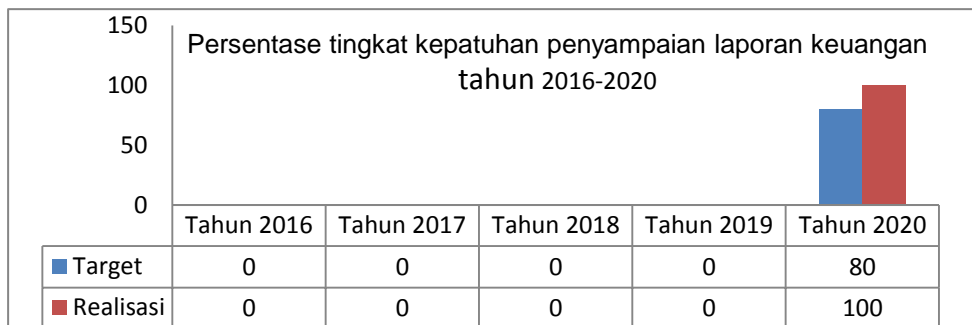 150
100
50
0
Persentase tingkat kepatuhan penyampaian laporan keuangan
tahun 2016-2020
Tahun 2016 Tahun 2017 Tahun 2018 Tahun 2019 Tahun 2020
Target 0 0 0 0 80
Realisasi 0 0 0 0 100